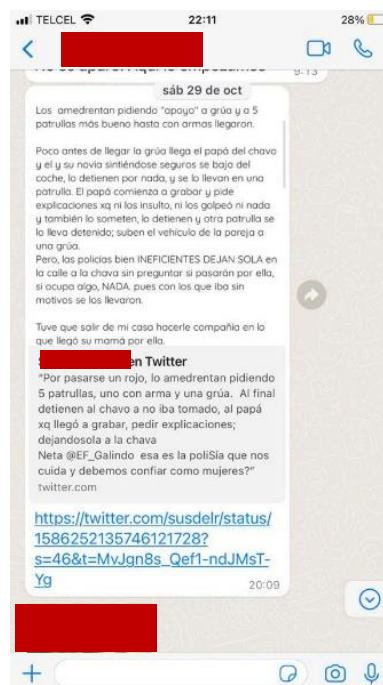 TELCEL 22:11 28%
9:13
sáb 29 de oct
Los amedrentan pidiendo "apoyo" a grúa y a 5
patrullas más bueno hasta con armas llegaron.
Poco antes de llegar la grúa llega el papá del chavo
y el y su novia sintiéndose seguros se bajo del
coche, lo detienen por nada, y se lo llevan en una
patrulla. El papá comienza a grabar y pide
explicaciones xq ni los insulto, ni los golpeó ni nada
y también lo someten, lo detienen y otra patrulla se
lo lleva detenido; suben el vehículo de la pareja a
una grúa.
Pero, las policías bien INEFICIENTES DEJAN SOLA en
la calle a la chava sin preguntar si pasarán por ella,
si ocupa algo, NADA. pues con los que iba sin
motivos se los llevaron.
Tuve que salir de mi casa hacerle compañía en lo
que llegó su mamá por ella.
en Twitter
"Por pasarse un rojo, lo amedrentan pidiendo
5 patrullas, uno con arma y una grúa. Al final
detienen al chavo a no iba tomado, al papá
xq llegó a grabar, pedir explicaciones;
dejandosola a la chava
Neta @EF_Galindo esa es la poliSía que nos
cuida y debemos confiar como mujeres?"
twitter.com
https://twitter.com/susdelr/status/
1586252135746121728?
s=46&t=MvJgn8s_Qef1-ndJMsT-
Yg
20:09